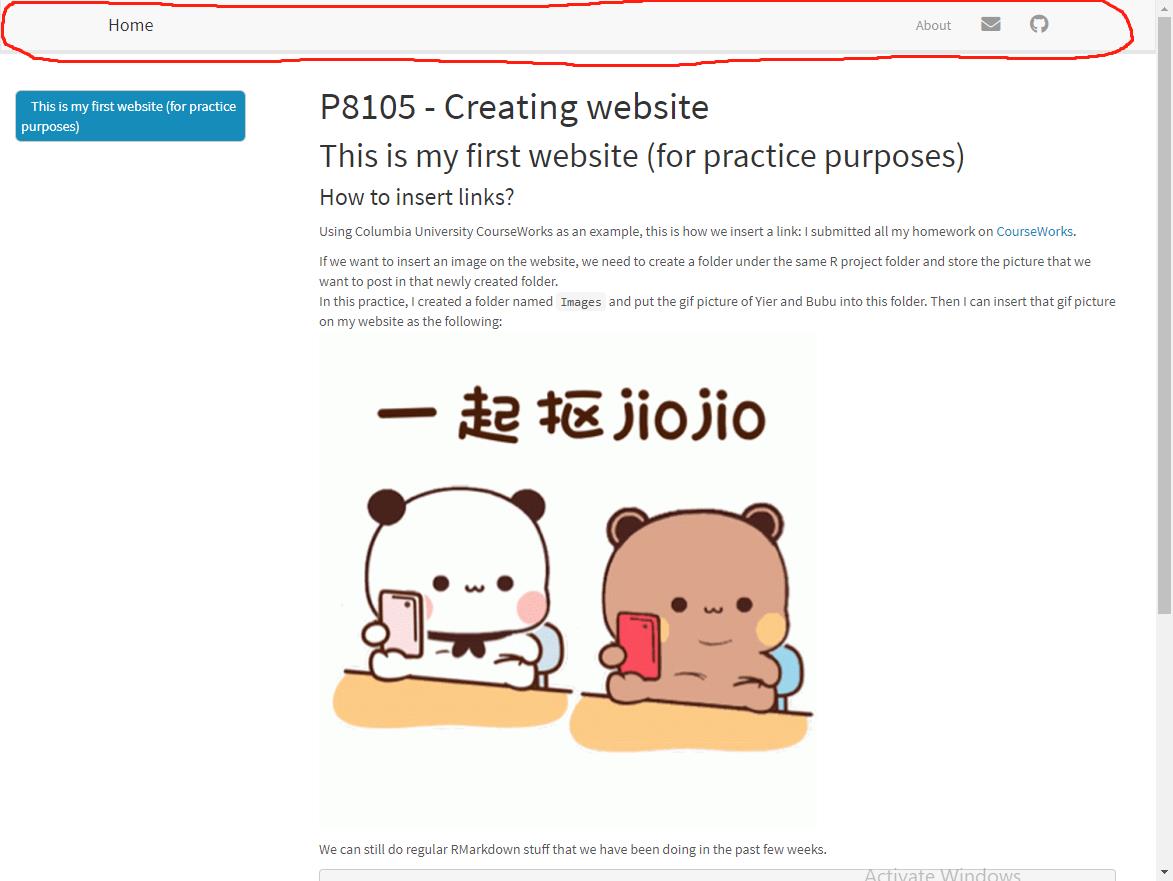 Home
About
This is my first website (for practice
purposes)
P8105 - Creating website
This is my first website (for practice purposes)
How to insert links?
Using Columbia University CourseWorks as an example, this is how we insert a link: I submitted all my homework on CourseWorks.
If we want to insert an image on the website, we need to create a folder under the same R project folder and store the picture that we
want to post in that newly created folder.
In this practice, I created a folder named Images and put the gif picture of Yier and Bubu into this folder. Then I can insert that gif picture
on my website as the following:
一起抠jiojio
We can still do regular RMarkdown stuff that we have been doing in the past few weeks.
Activate Windows